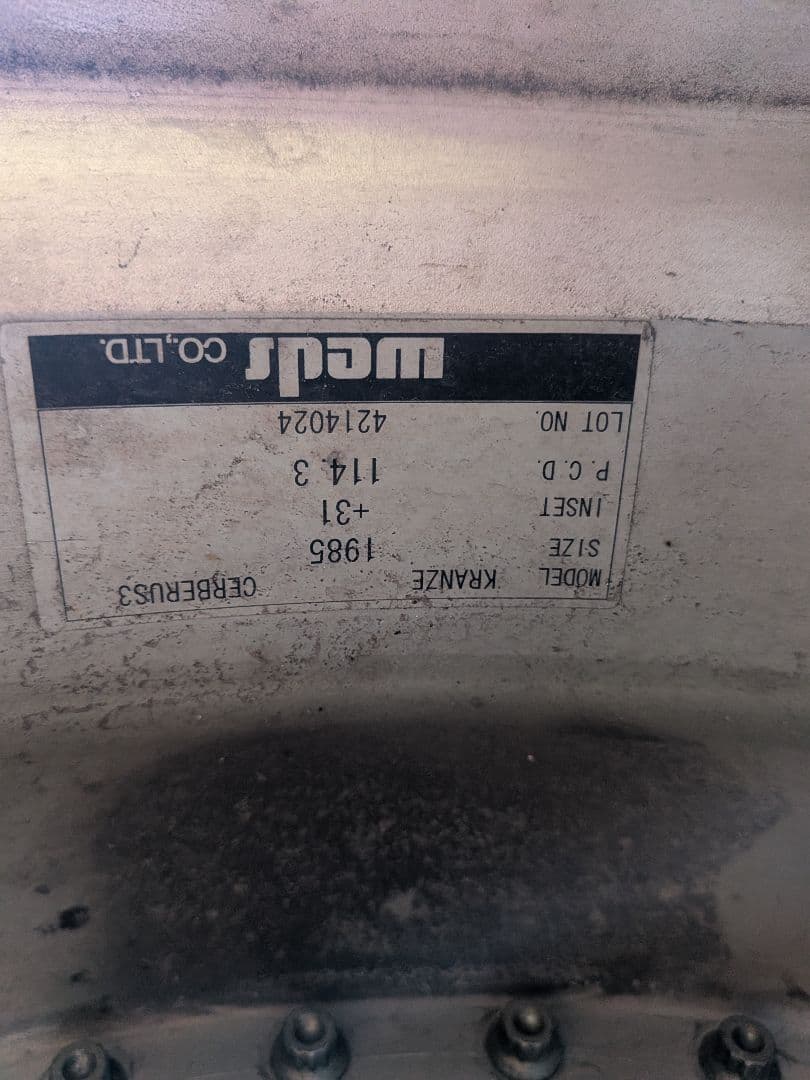 MODEL KRANZE CERBERUS3
SIZE 1985
INSET +31
P.C.D. 114.3
LOT NO. 4214024
weds CO.,LTD.